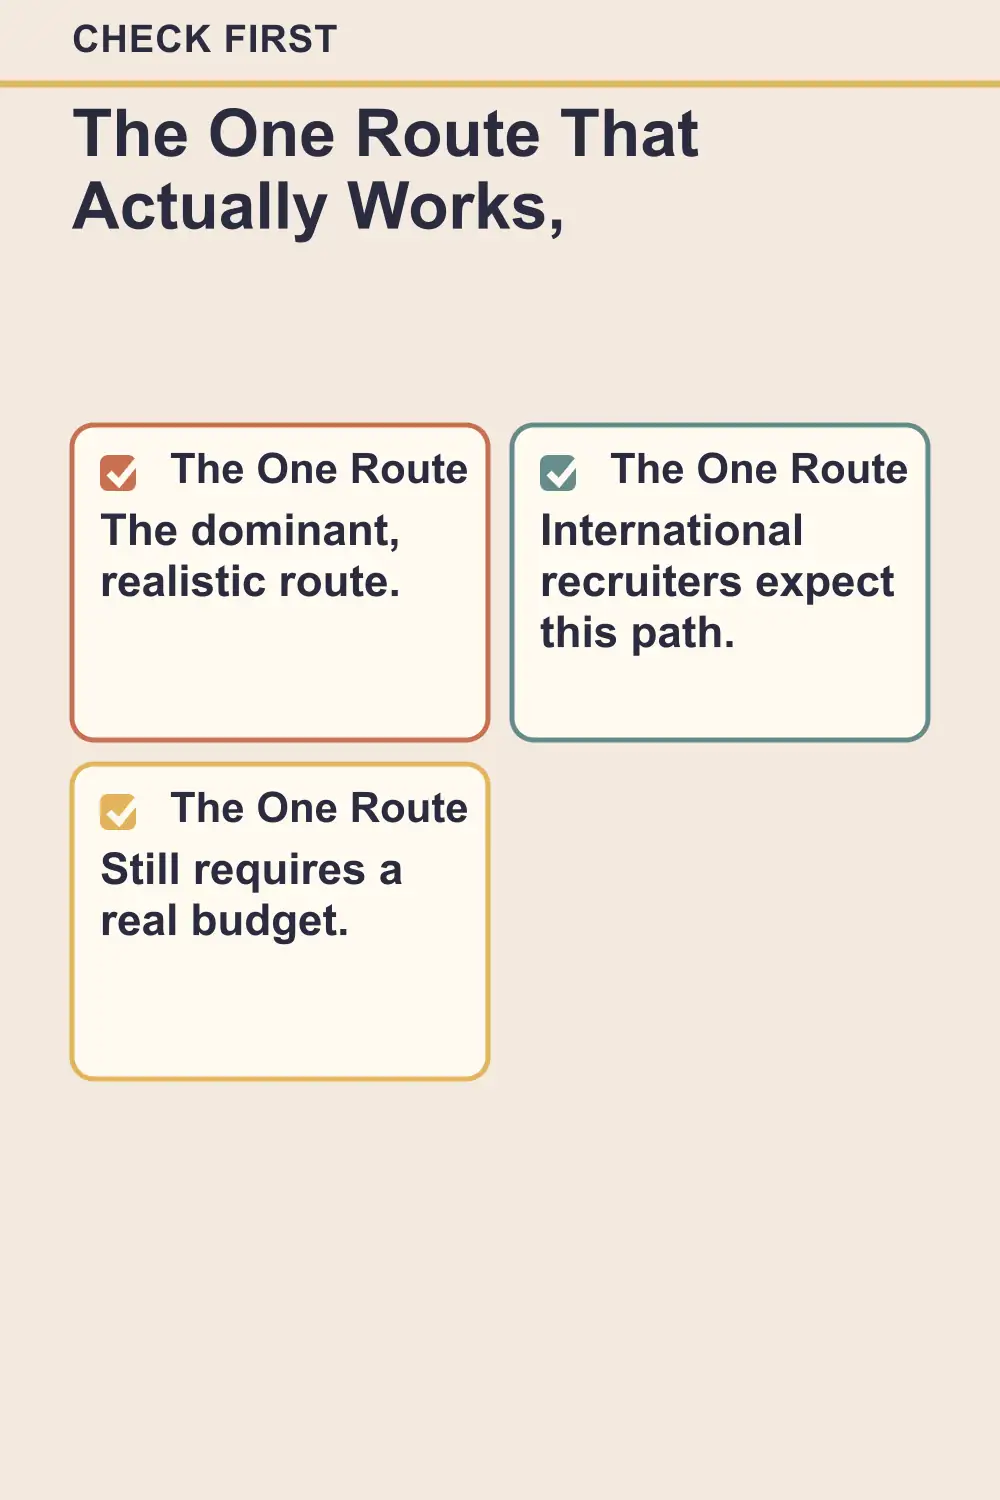 CHECK FIRST
The One Route That
Actually Works,
The One Route
The dominant,
realistic route.
The One Route
International
recruiters expect
this path.
The One Route
Still requires a
real budget.